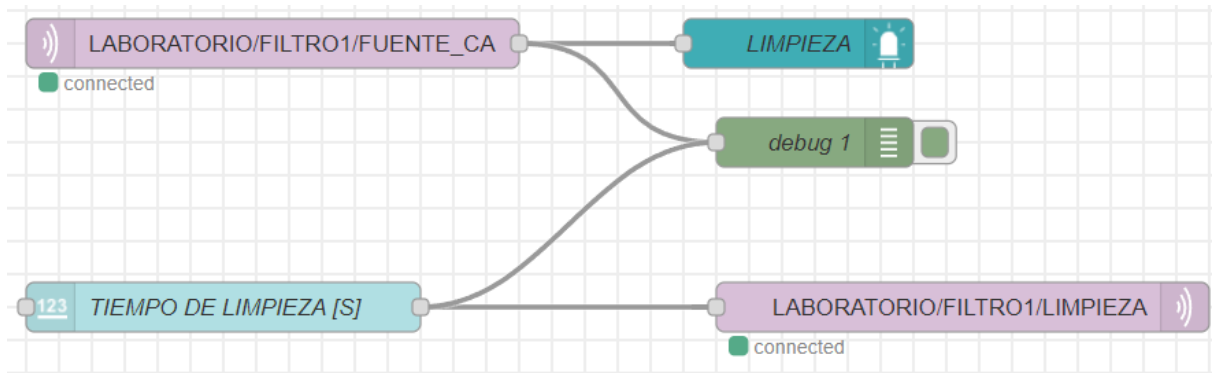 LABORATORIO/FILTRO1/FUENTE_CA
LIMPIEZA
connected
debug 1
123
TIEMPO DE LIMPIEZA [S]
LABORATORIO/FILTRO1/LIMPIEZA
connected